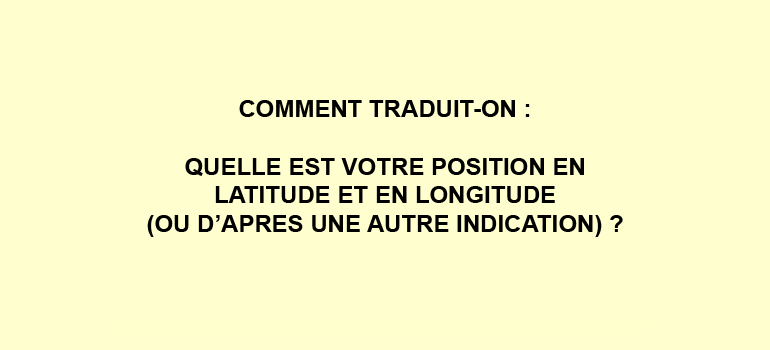 COMMENT TRADUIT-ON :
QUELLE EST VOTRE POSITION EN
LATITUDE ET EN LONGITUDE
(OU D’APRES UNE AUTRE INDICATION) ?